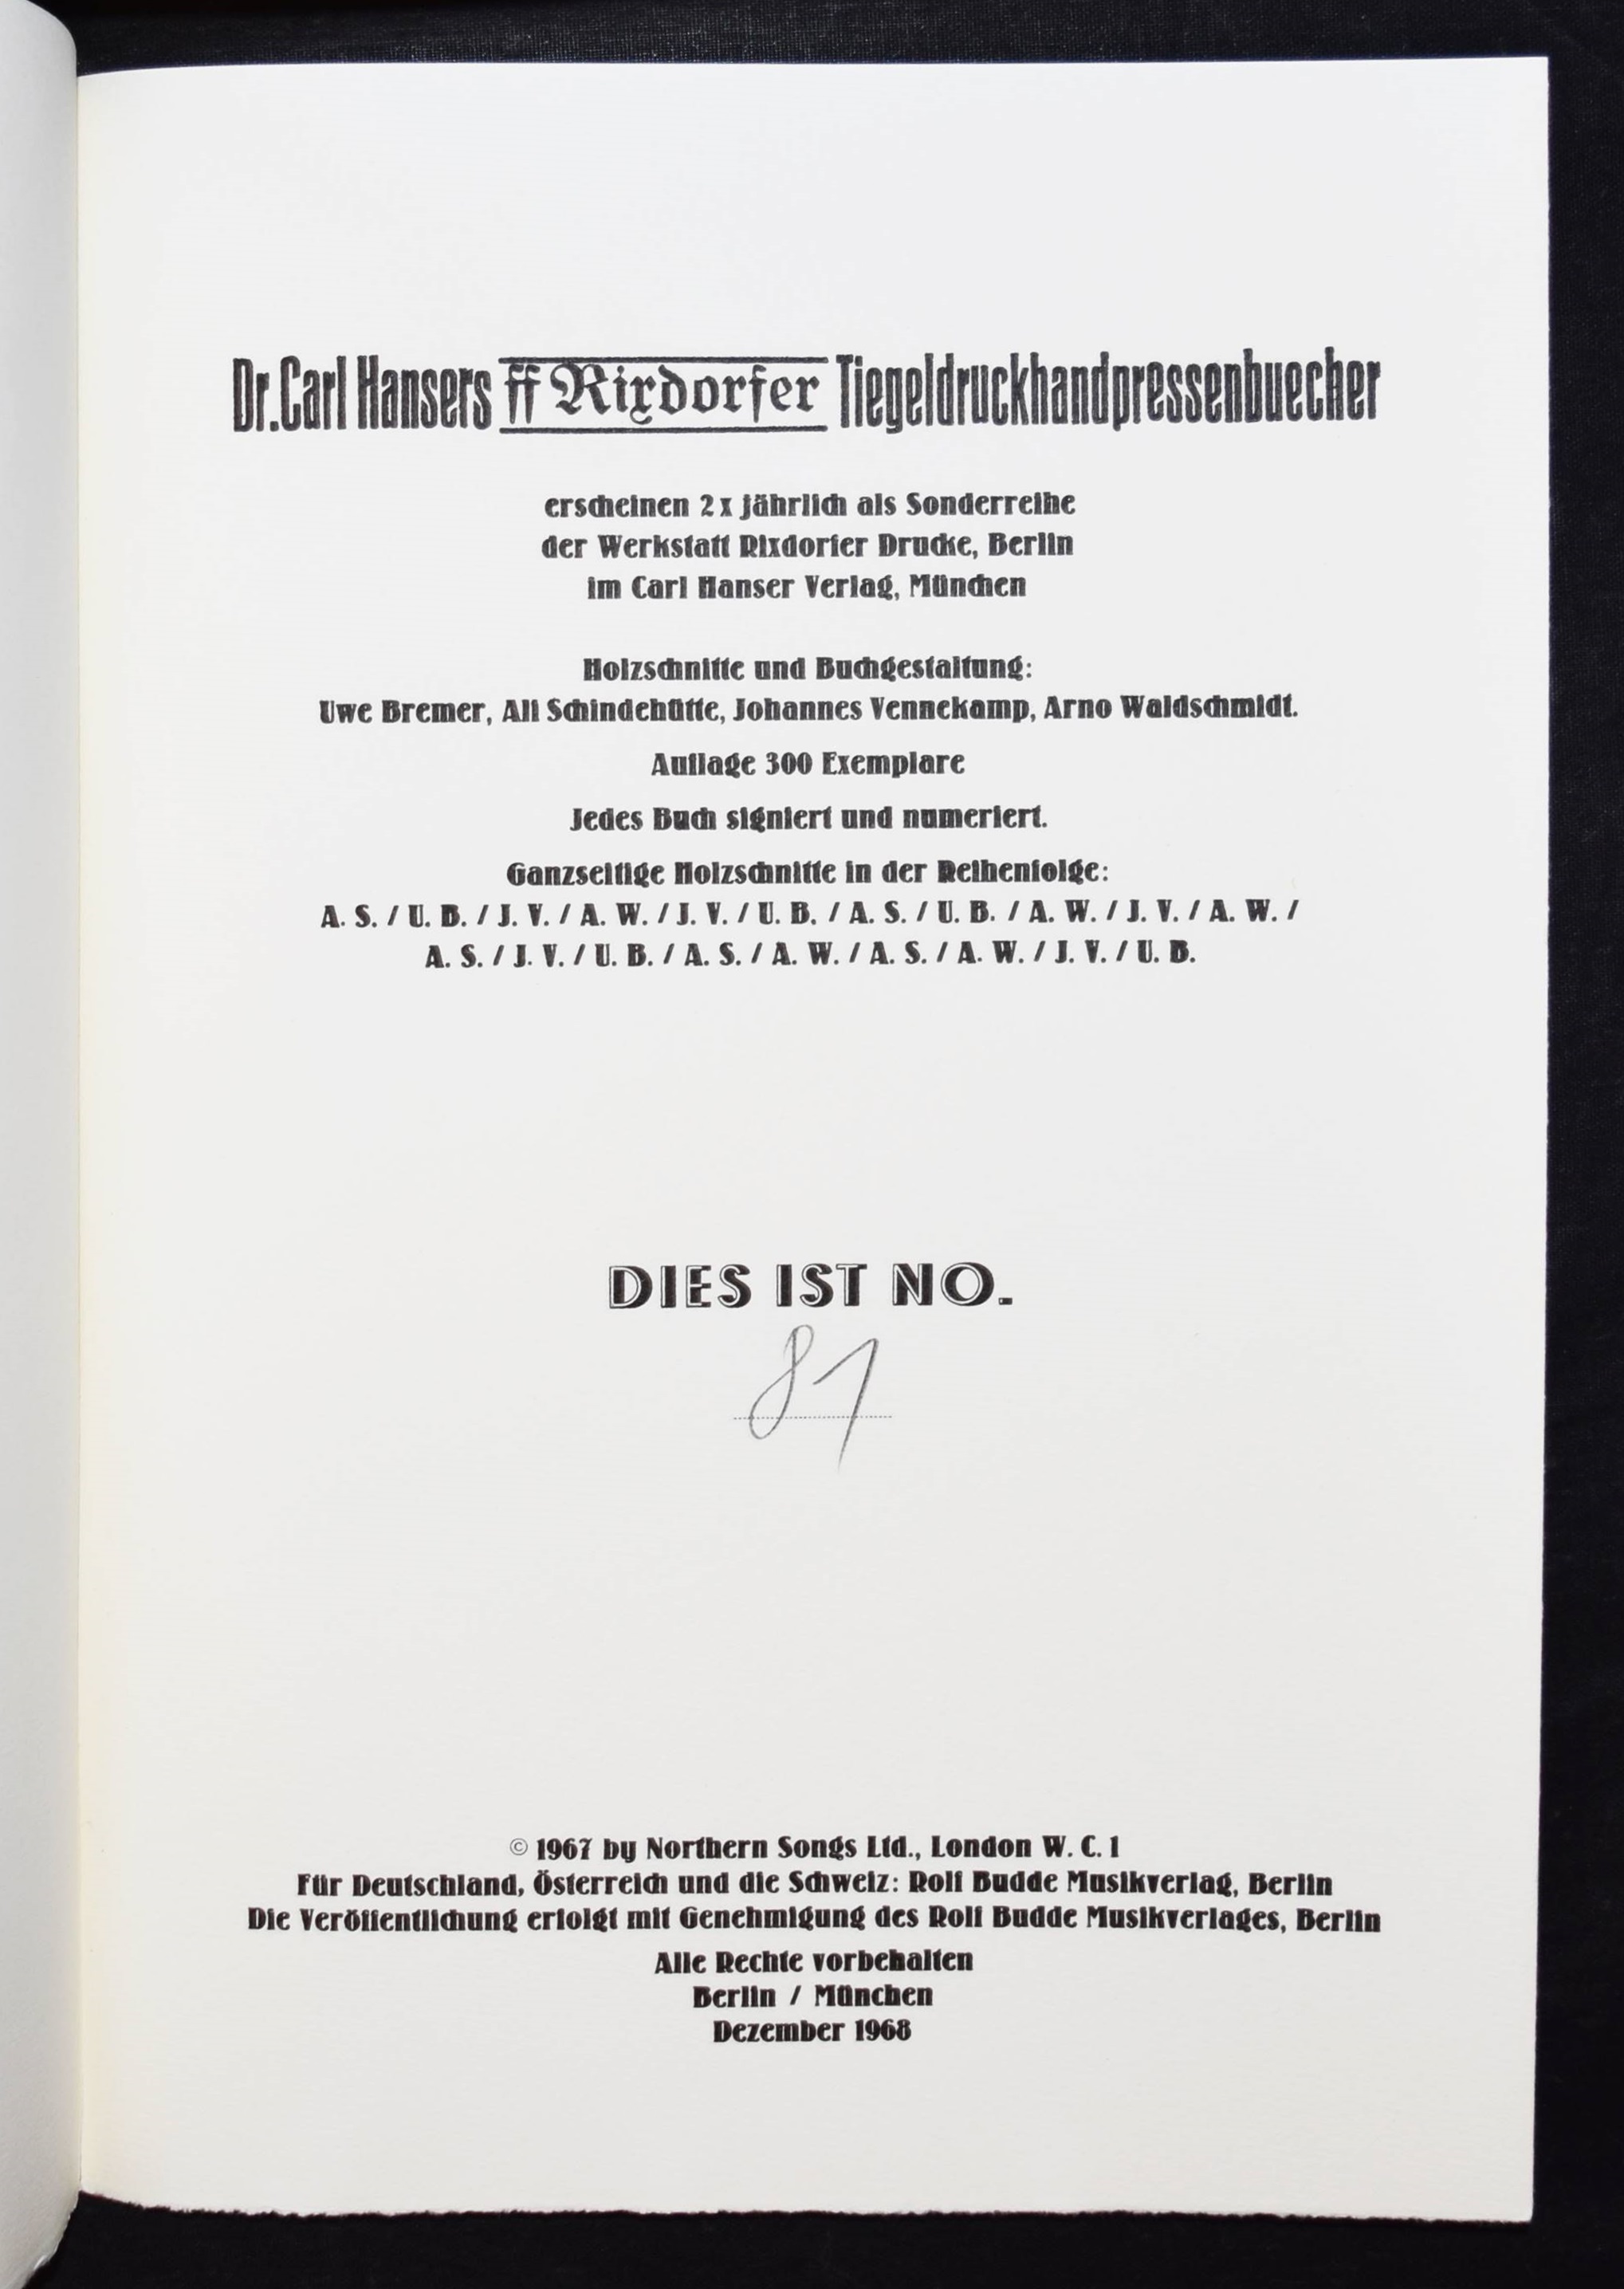 Dr. Carl Hansers ff Rixdorfer Tiegeldruckhandpressenbuecher
erscheinen 2 x jährlich als Sonderreihe
der Werkstatt Rixdorfer Drucke, Berlin
im Carl Hanser Verlag, München
Holzschnitte und Buchgestaltung:
Uwe Bremer, Ali Schindehütte, Johannes Vennekamp, Arno Waldschmidt.
Auflage 300 Exemplare
Jedes Buch signiert und numeriert.
Ganzseitige Holzschnitte in der Reihenfolge:
A. S. / U. B. / J. V. / A. W. / J. V. / U. B. / A. S. / U. B. / A. W. / J. V. / A. W. /
A. S. / J. V. / U. B. / A. S. / A. W. / A. S. / A. W. / J. V. / U. B.
DIES IST NO.
81
© 1967 by Northern Songs Ltd., London W. C. 1
Für Deutschland, Österreich und die Schweiz: Rolf Budde Musikverlag, Berlin
Die Veröffentlichung erfolgt mit Genehmigung des Rolf Budde Musikverlages, Berlin
Alle Rechte vorbehalten
Berlin / München
Dezember 1968